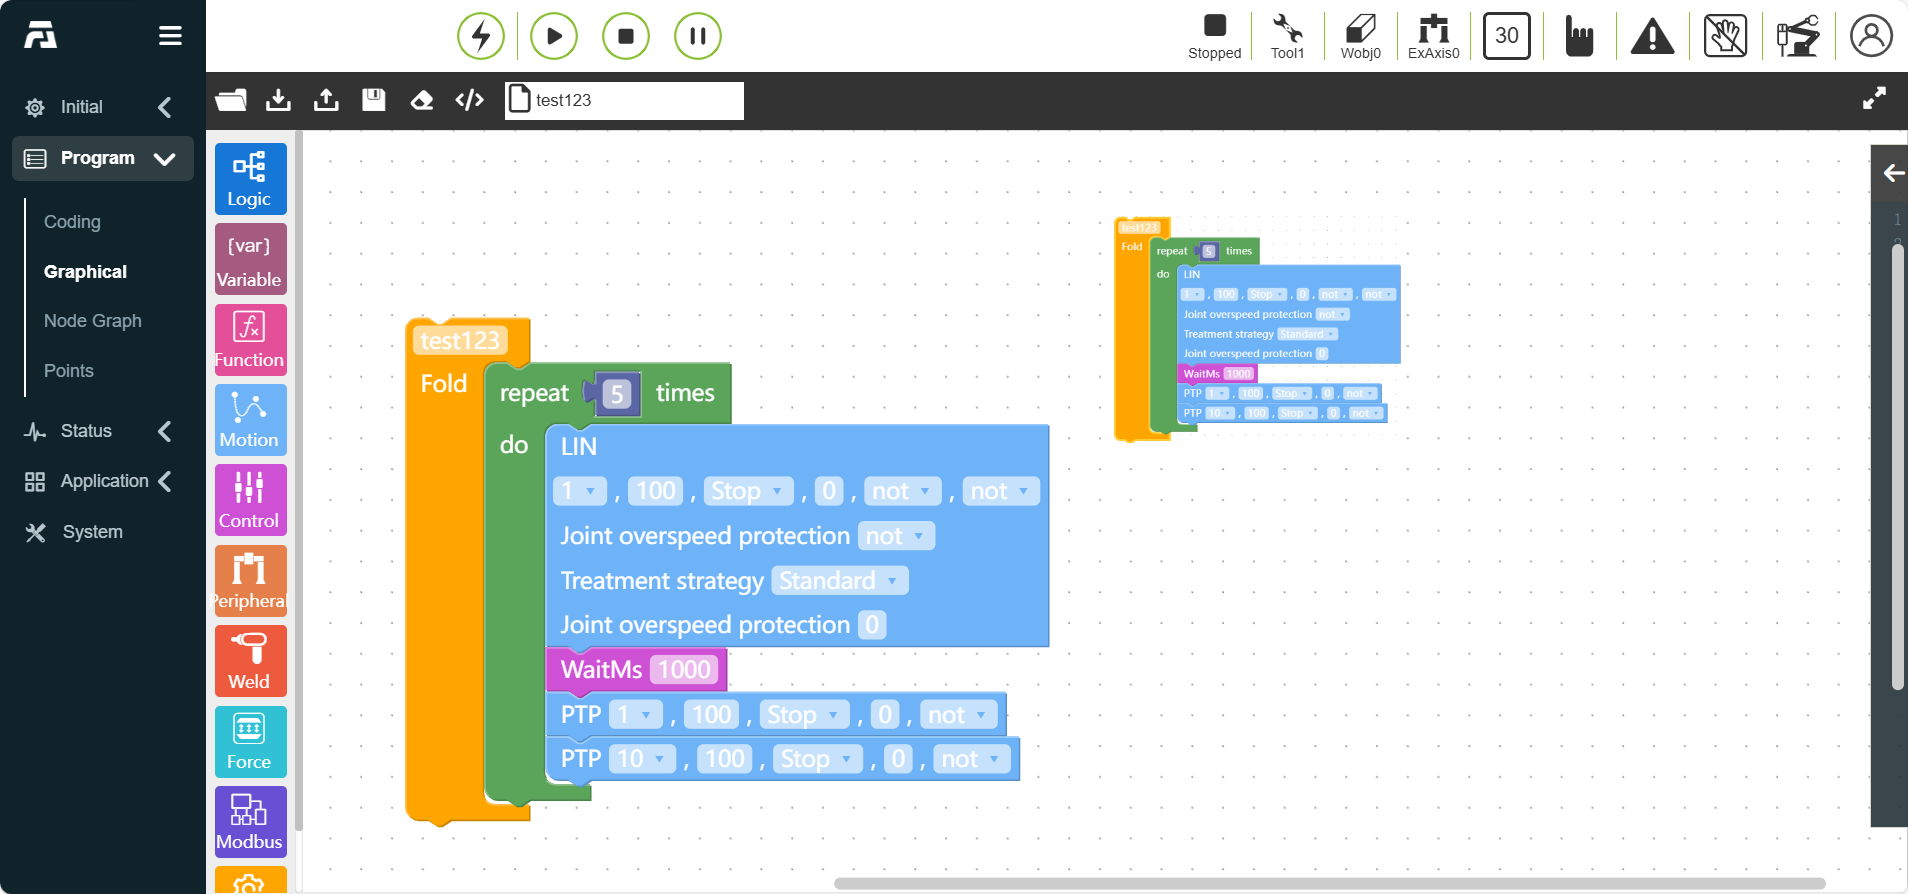 Stopped
Tool1
Wobj0
ExAxis0
30
test123
Initial
Program
Coding
Graphical
Node Graph
Points
Status
Application
System
Logic
{var}
Variable
Function
Motion
Control
Peripheral
Weld
Force
Modbus
test123
Fold
repeat 5 times
do
LIN
1 , 100 , Stop , 0 , not , not
Joint overspeed protection not
Treatment strategy Standard
Joint overspeed protection 0
WaitMs 1000
PTP 1 , 100 , Stop , 0 , not
PTP 10 , 100 , Stop , 0 , not
test123
Fold
repeat 5 times
do
LIN
1 , 100 , Stop , 0 , not , not
Joint overspeed protection not
Treatment strategy Standard
Joint overspeed protection 0
WaitMs 1000
PTP 1 , 100 , Stop , 0 , not
PTP 10 , 100 , Stop , 0 , not
1